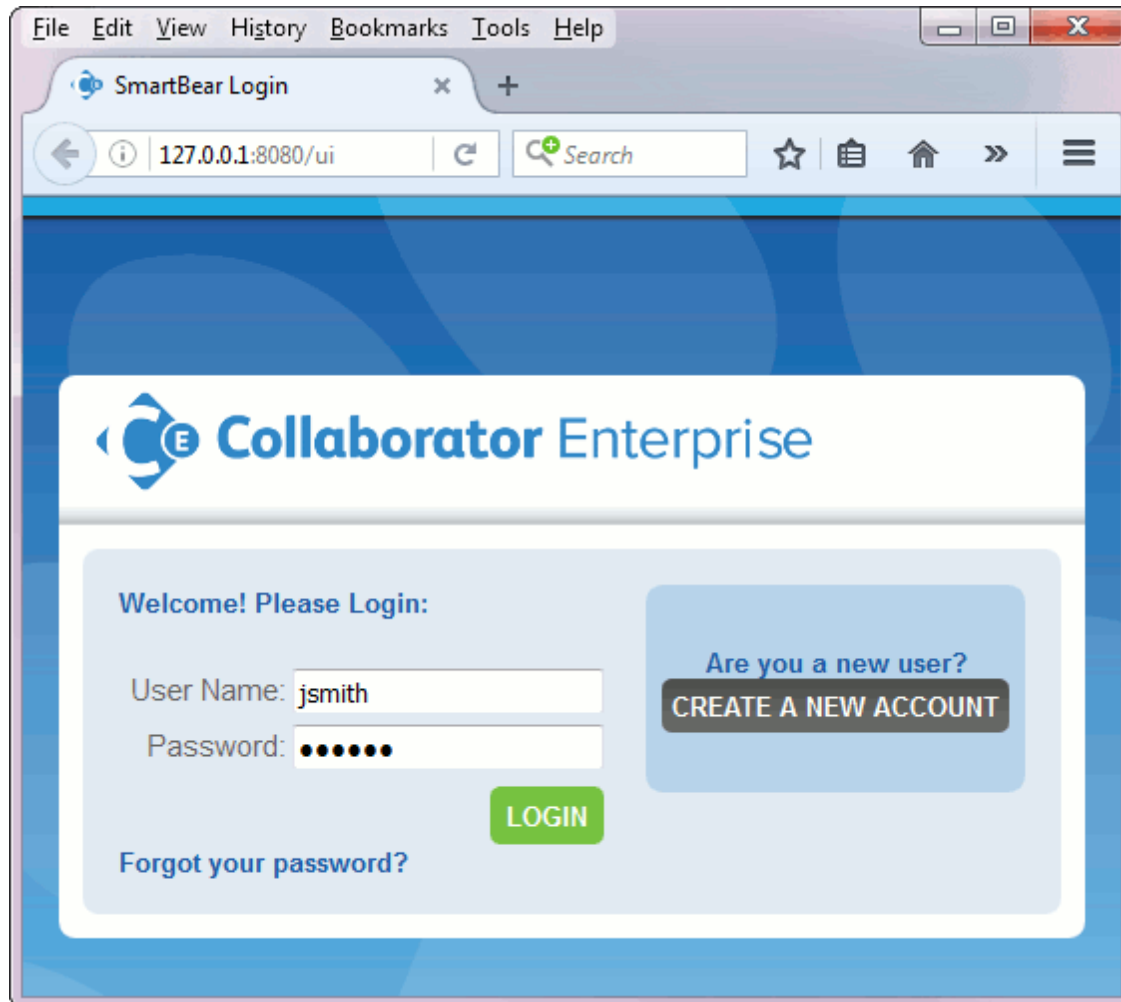 File Edit View History Bookmarks Tools Help
SmartBear Login
127.0.0.1:8080/ui Search
E Collaborator Enterprise
Welcome! Please Login:
Are you a new user?
User Name: jsmith
CREATE A NEW ACCOUNT
Password: ●●●●●●
LOGIN
Forgot your password?